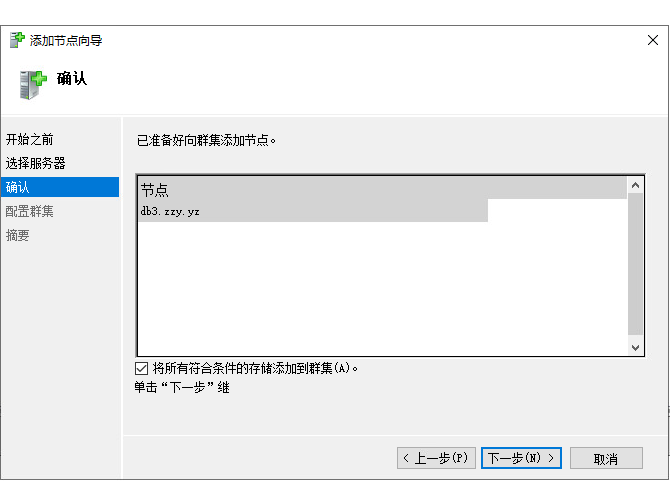 添加节点向导
确认
开始之前
选择服务器
确认
配置群集
摘要
已准备好向群集添加节点。
节点
db3.zzy.yz
将所有符合条件的存储添加到群集(A)。
单击“下一步”继
< 上一步(P)
下一步(N) >
取消